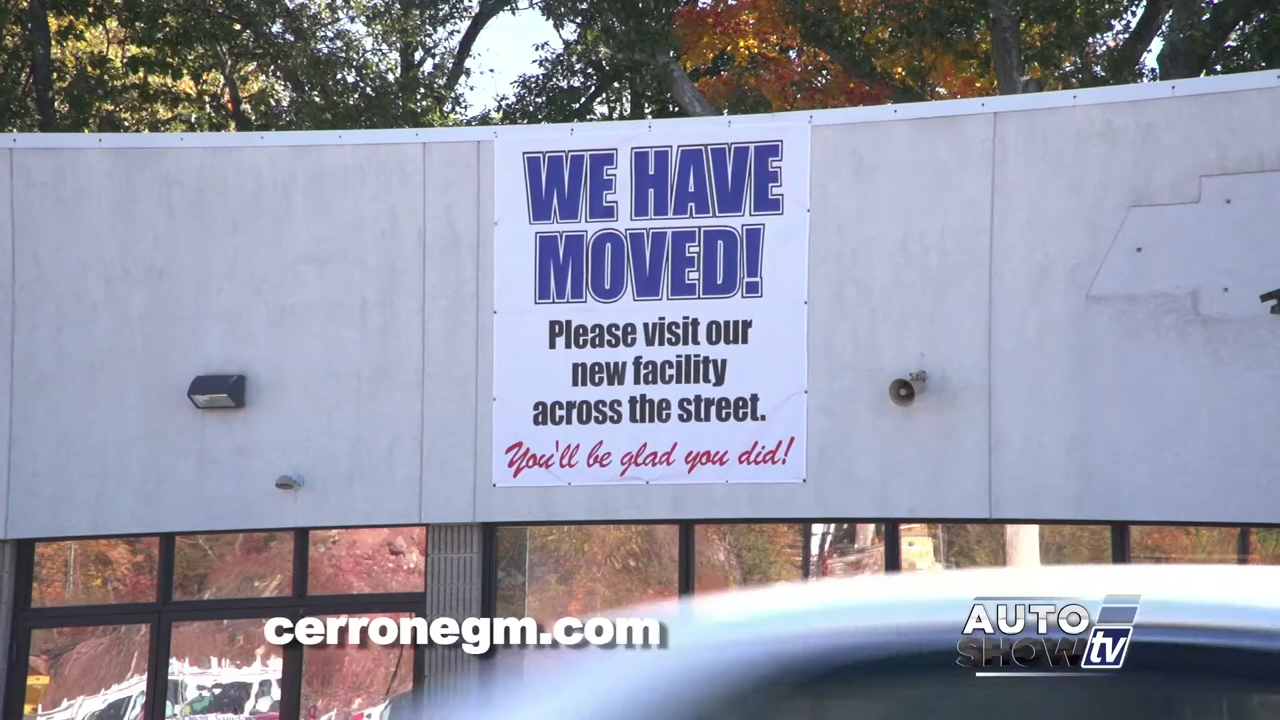 WE HAVE
MOVED!
Please visit our
new facility
across the street.
You'll be glad you did!
cerronegm.com
AUTO
SHOW tv